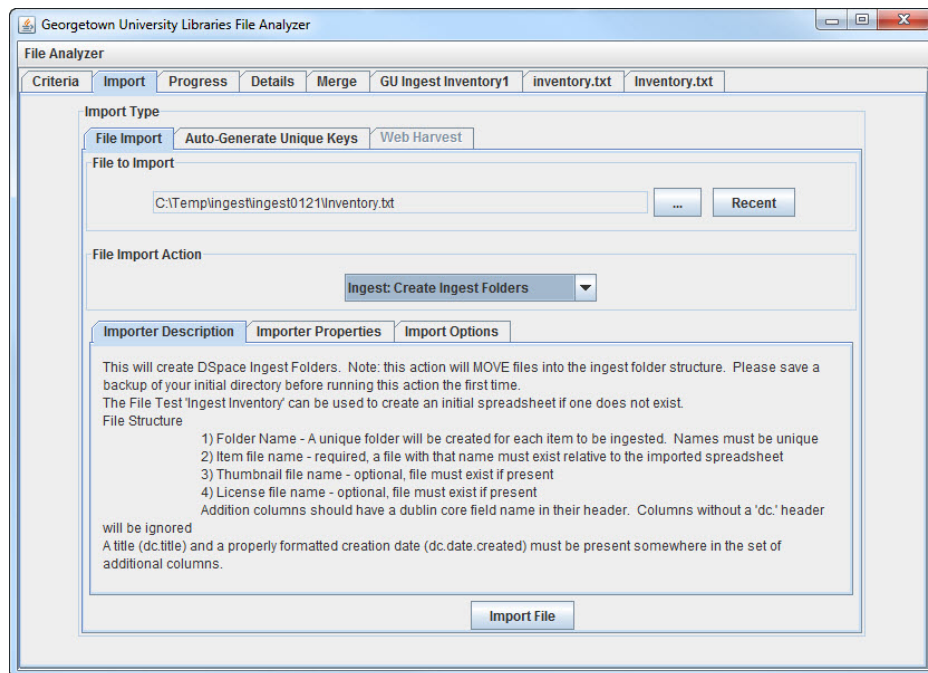 Georgetown University Libraries File Analyzer
File Analyzer
Criteria Import Progress Details Merge GU Ingest Inventory1 inventory.txt Inventory.txt
Import Type
File Import Auto-Generate Unique Keys Web Harvest
File to Import
C:\Temp\ingest\ingest0121\Inventory.txt ... Recent
File Import Action
Ingest: Create Ingest Folders
Importer Description Importer Properties Import Options
This will create DSpace Ingest Folders. Note: this action will MOVE files into the ingest folder structure. Please save a
backup of your initial directory before running this action the first time.
The File Test 'Ingest Inventory' can be used to create an initial spreadsheet if one does not exist.
File Structure
1) Folder Name - A unique folder will be created for each item to be ingested. Names must be unique
2) Item file name - required, a file with that name must exist relative to the imported spreadsheet
3) Thumbnail file name - optional, file must exist if present
4) License file name - optional, file must exist if present
Addition columns should have a dublin core field name in their header. Columns without a 'dc.' header
will be ignored
A title (dc.title) and a properly formatted creation date (dc.date.created) must be present somewhere in the set of
additional columns.
Import File